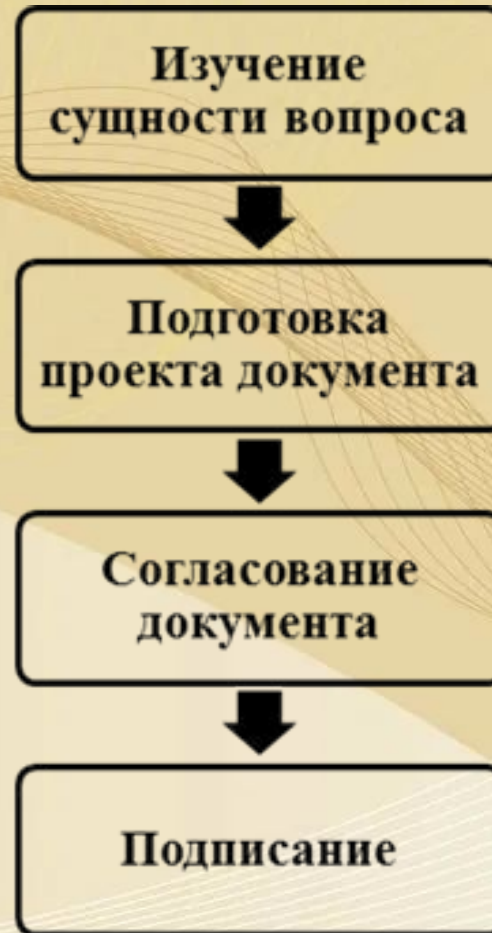 Изучение
сущности вопроса
Подготовка
проекта документа
Согласование
документа
Подписание